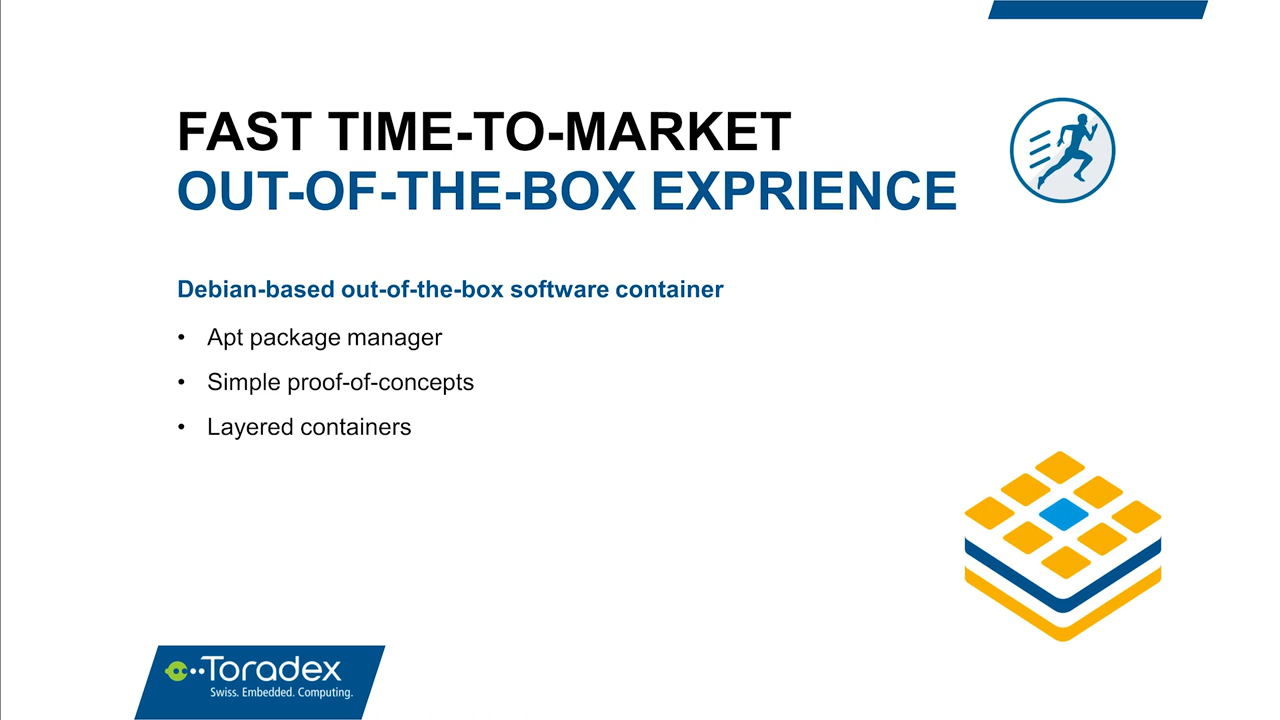 FAST TIME-TO-MARKET
OUT-OF-THE-BOX EXPRIENCE
Debian-based out-of-the-box software container
• Apt package manager
• Simple proof-of-concepts
• Layered containers
Toradex
Swiss. Embedded. Computing.